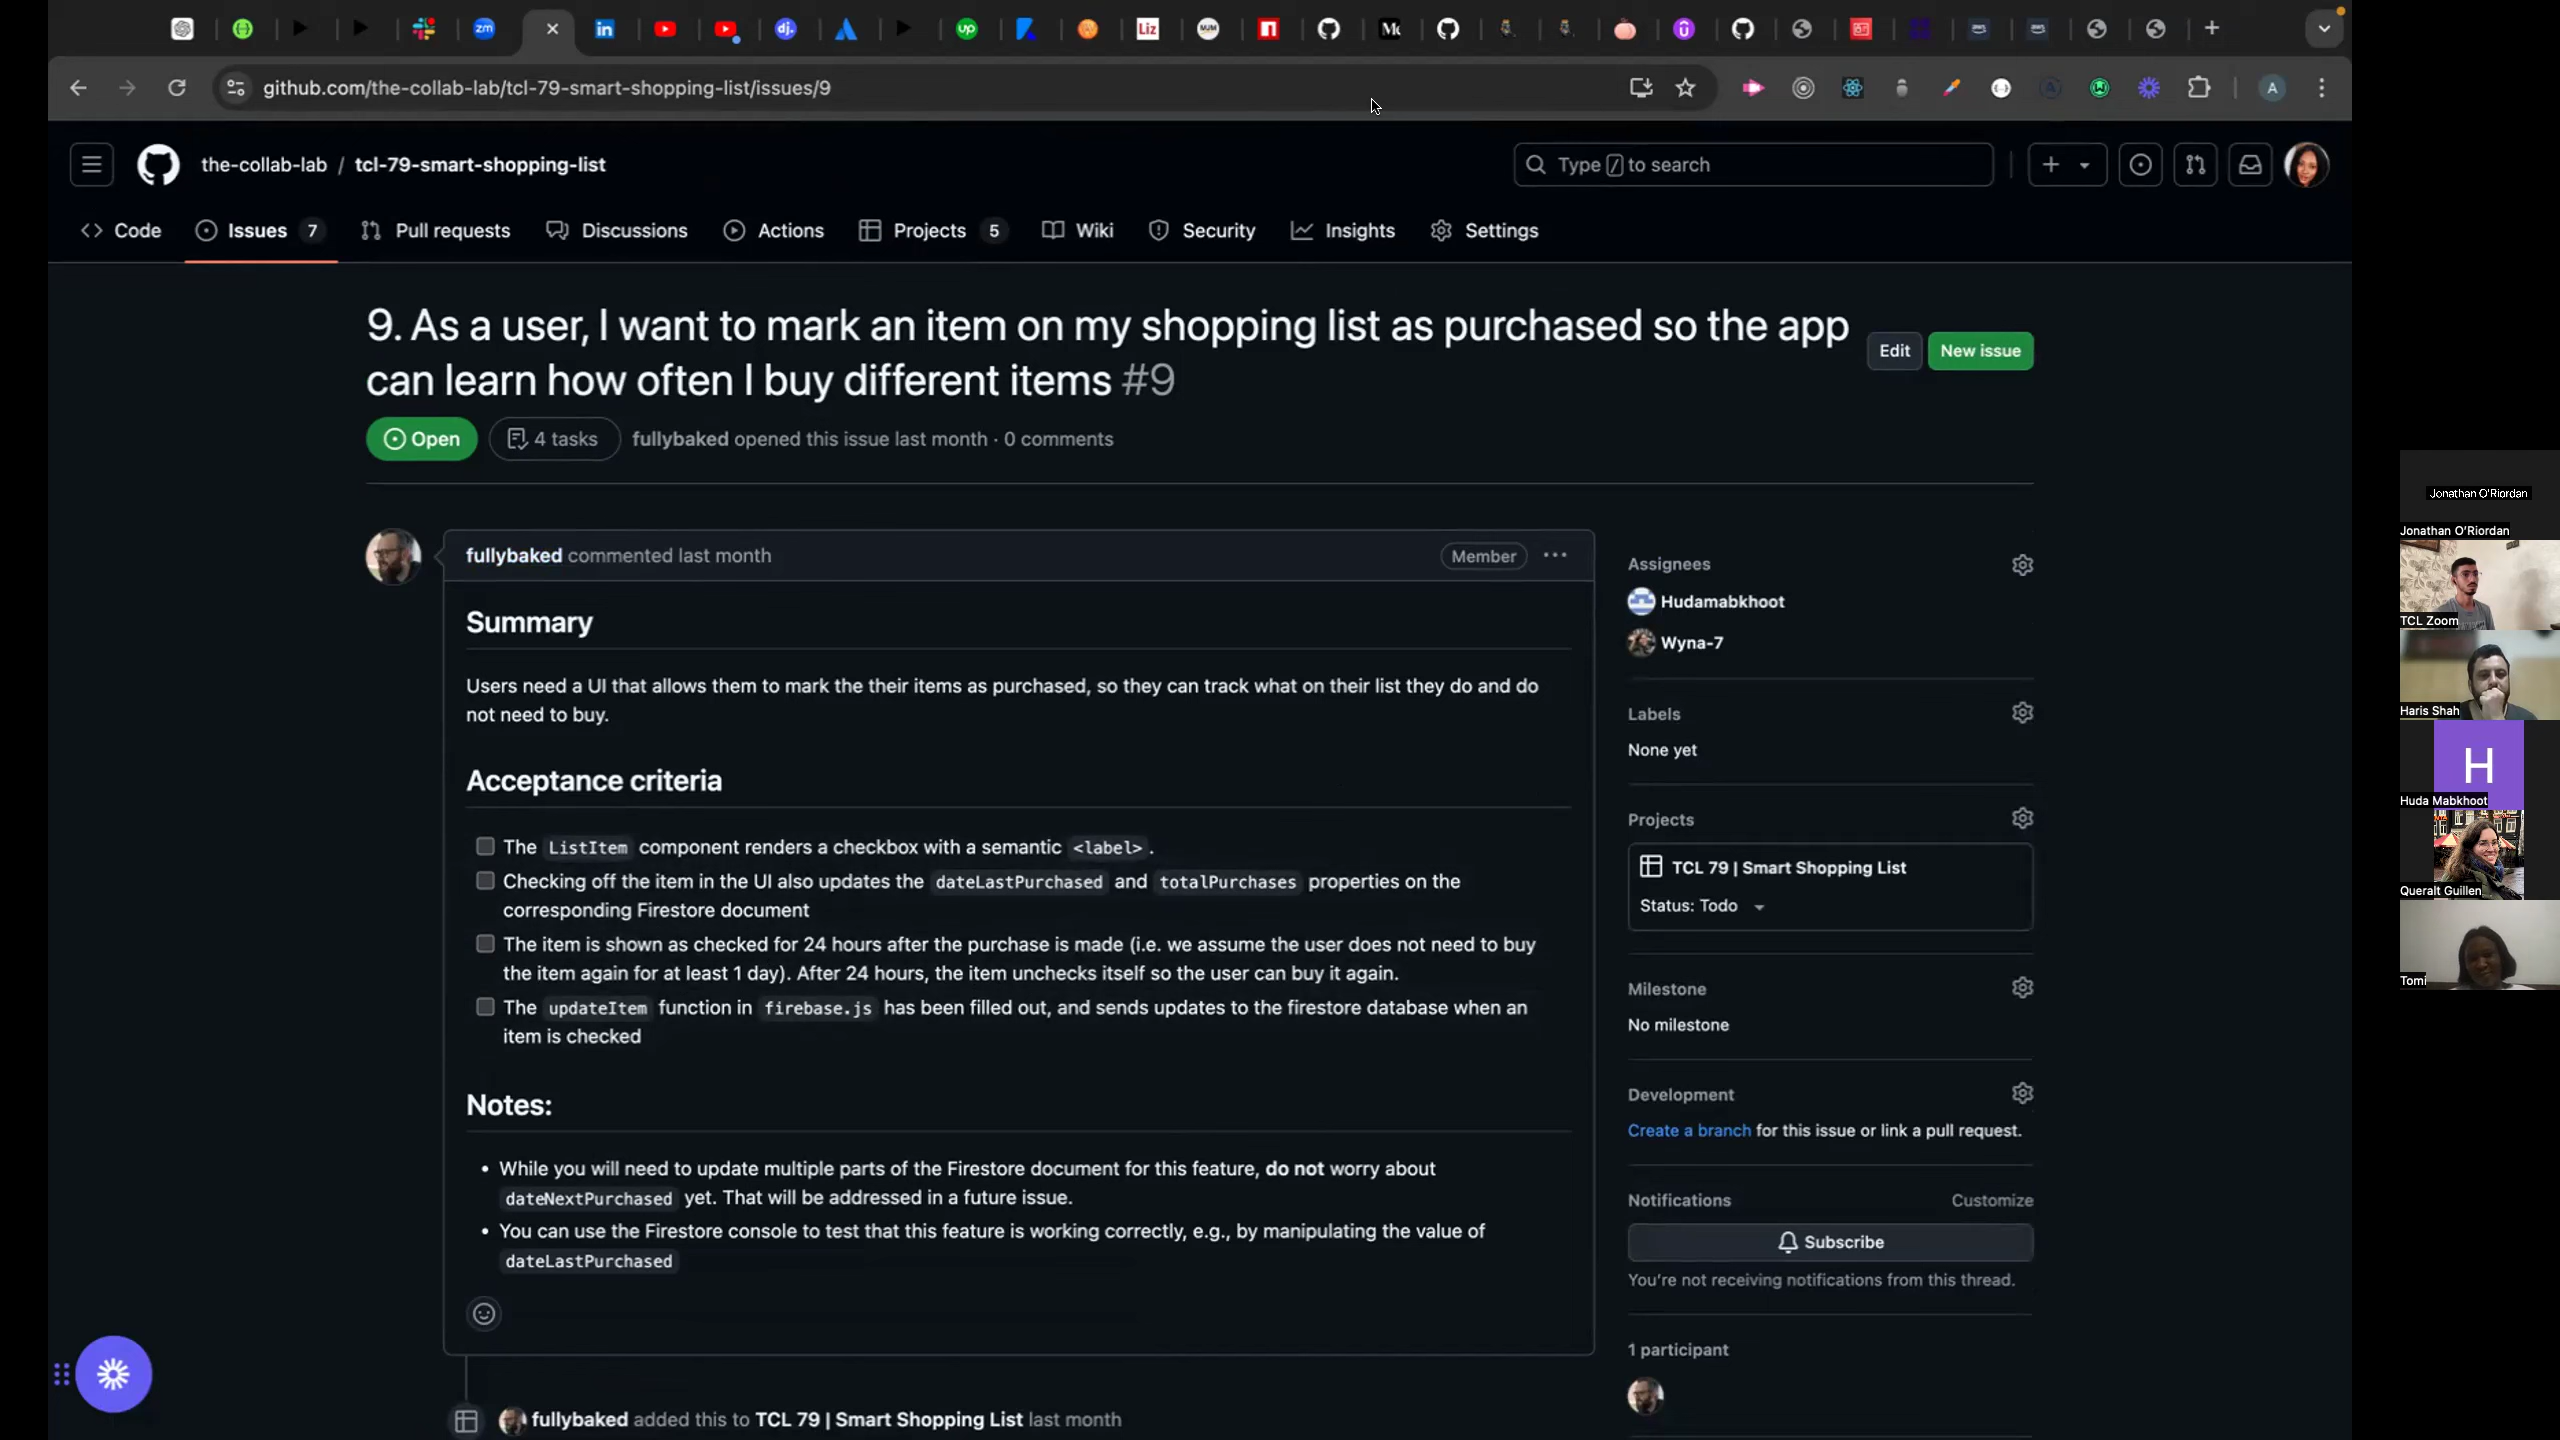 zm
in
dj.
up
Liz
MJM
n
M
aws
aws
github.com/the-collab-lab/tcl-79-smart-shopping-list/issues/9
A
the-collab-lab / tcl-79-smart-shopping-list
Type / to search
Code
Issues 7
Pull requests
Discussions
Actions
Projects 5
Wiki
Security
Insights
Settings
9. As a user, I want to mark an item on my shopping list as purchased so the app
can learn how often I buy different items #9
Edit
New issue
Open
4 tasks
fullybaked opened this issue last month · 0 comments
fullybaked commented last month
Member
Summary
Users need a UI that allows them to mark the their items as purchased, so they can track what on their list they do and do
not need to buy.
Acceptance criteria
The ListItem component renders a checkbox with a semantic <label>.
Checking off the item in the UI also updates the dateLastPurchased and totalPurchases properties on the
corresponding Firestore document
The item is shown as checked for 24 hours after the purchase is made (i.e. we assume the user does not need to buy
the item again for at least 1 day). After 24 hours, the item unchecks itself so the user can buy it again.
The updateItem function in firebase.js has been filled out, and sends updates to the firestore database when an
item is checked
Notes:
• While you will need to update multiple parts of the Firestore document for this feature, do not worry about
dateNextPurchased yet. That will be addressed in a future issue.
• You can use the Firestore console to test that this feature is working correctly, e.g., by manipulating the value of
dateLastPurchased
fullybaked added this to TCL 79 | Smart Shopping List last month
Assignees
Hudamabkhoot
Wyna-7
Labels
None yet
Projects
TCL 79 | Smart Shopping List
Status: Todo
Milestone
No milestone
Development
Create a branch for this issue or link a pull request.
Notifications
Customize
Subscribe
You're not receiving notifications from this thread.
1 participant
Jonathan O'Riordan
Jonathan O'Riordan
TCL Zoom
Haris Shah
H
Huda Mabkhoot
Queralt Guillen
Tomi